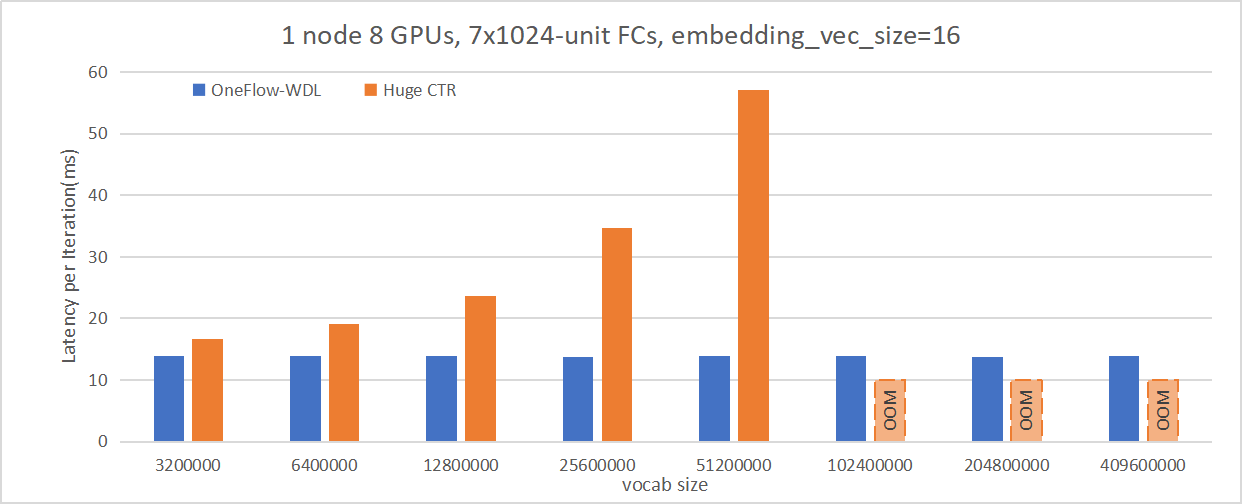 1 node 8 GPUs, 7x1024-unit FCs, embedding_vec_size=16
OneFlow-WDL
Huge CTR
Latency per Iteration(ms)
60
50
40
30
20
10
0
OOM
OOM
OOM
3200000
6400000
12800000
25600000
51200000
102400000
204800000
409600000
vocab size